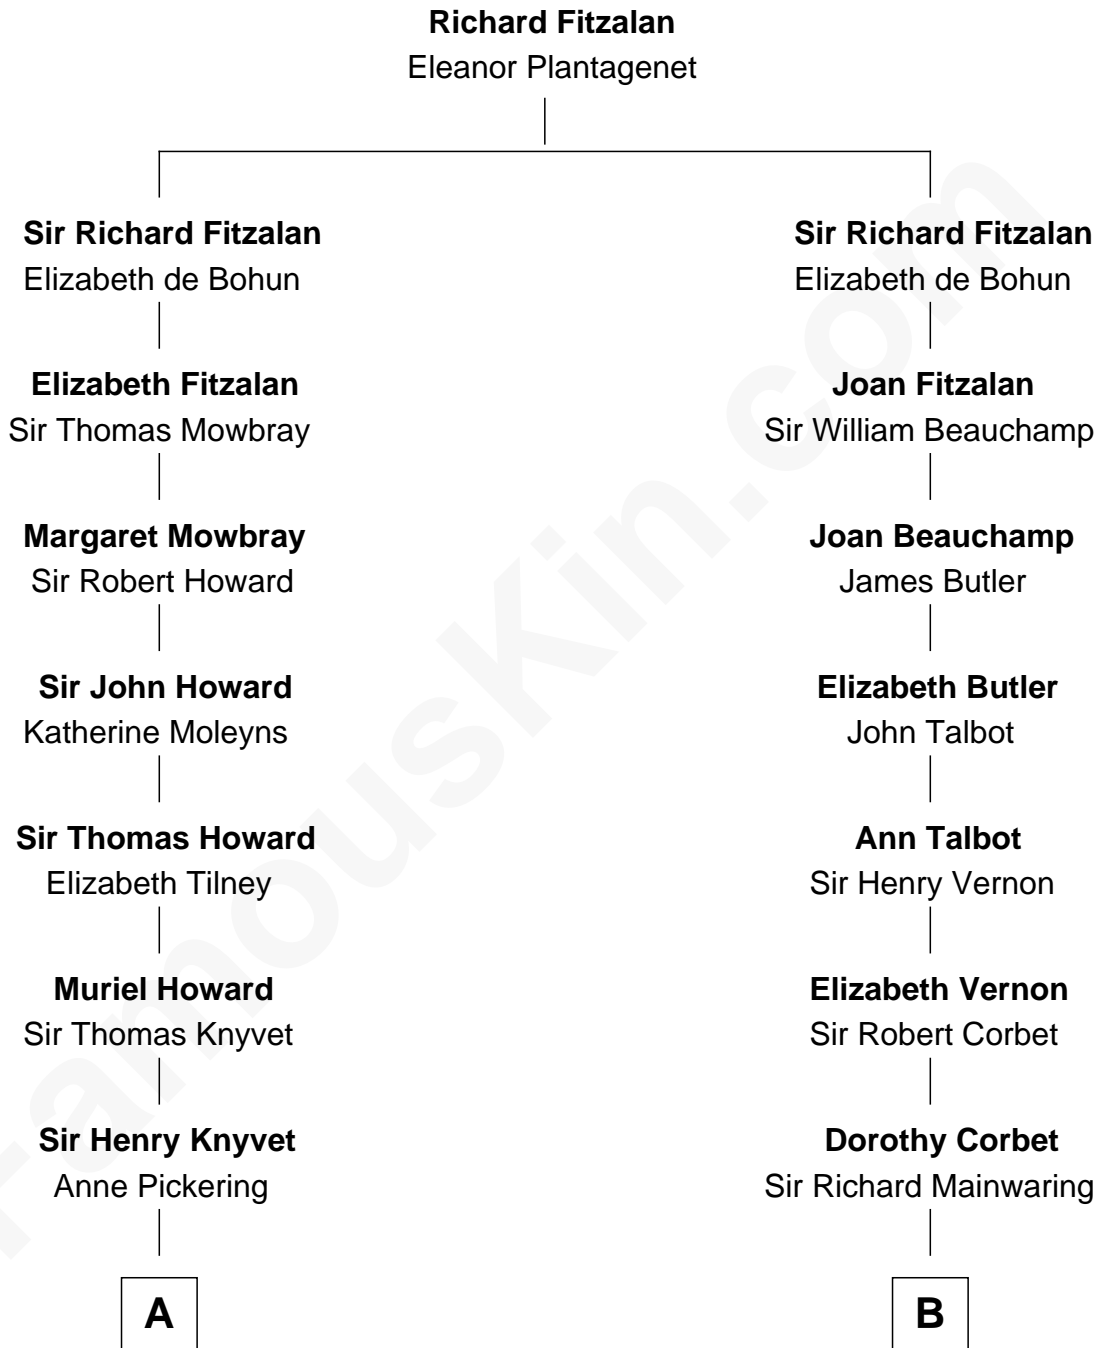 Richard Fitzalan
Eleanor Plantagenet
Sir Richard Fitzalan
Elizabeth de Bohun
Elizabeth Fitzalan
Sir Thomas Mowbray
Margaret Mowbray
Sir Robert Howard
Sir John Howard
Katherine Moleyns
Sir Thomas Howard
Elizabeth Tilney
Muriel Howard
Sir Thomas Knyvet
Sir Henry Knyvet
Anne Pickering
A
Sir Richard Fitzalan
Elizabeth de Bohun
Joan Fitzalan
Sir William Beauchamp
Joan Beauchamp
James Butler
Elizabeth Butler
John Talbot
Ann Talbot
Sir Henry Vernon
Elizabeth Vernon
Sir Robert Corbet
Dorothy Corbet
Sir Richard Mainwaring
B
FamousKin.com